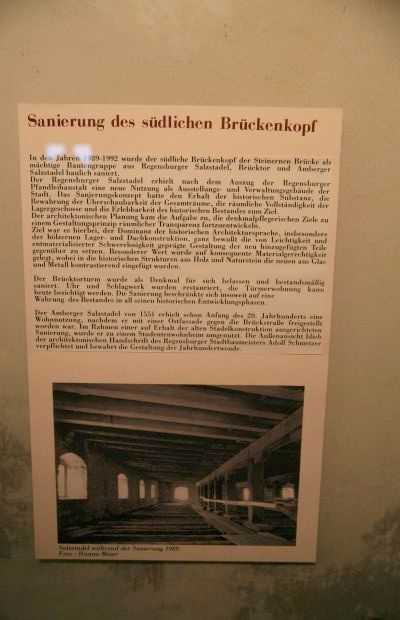 Sanierung des südlichen Brückenkopf
In den Jahren 1989-1992 wurde der südliche Brückenkopf der Steinernen Brücke als
mächtige Bautengruppe aus Regensburger Salzstadel, Brücktor und Amberger
Salzstadel baulich saniert.
Der Regensburger Salzstadel erhielt nach dem Auszug der Regensburger
Pfandleihanstalt eine neue Nutzung als Ausstellungs- und Verwaltungsgebäude der
Stadt. Das Sanierungskonzept hatte den Erhalt der historischen Substanz, die
Bewahrung der Überschaubarkeit der Gesamträume, die räumliche Vollständigkeit der
Lagergeschosse und die Erlebbarkeit des historischen Bestandes zum Ziel.
Der architektonischen Planung kam die Aufgabe zu, die denkmalpflegerischen Ziele zu
einem Gestaltungsprinzip räumlicher Transparenz fortzuentwickeln.
Ziel war es hierbei, der Dominanz der historischen Architektursprache, insbesondere
der hölzernen Lager- und Dachkonstruktion, ganz bewußt die von Leichtigkeit und
entmaterialisierter Schwerelosigkeit geprägte Gestaltung der neu hinzugefügten Teile
gegenüber zu setzen. Besonderer Wert wurde auf konsequente Materialgerechtigkeit
gelegt, wobei in die historischen Strukturen aus Holz und Naturstein die neuen aus Glas
und Metall kontrastierend eingefügt wurden.
Der Brücktorturm wurde als Denkmal für sich belassen und bestandsmäßig
saniert. Uhr und Schlagwerk wurden restauriert, die Türmerwohnung kann
heute besichtigt werden. Die Sanierung beschränkte sich insoweit auf eine
Wahrung des Bestandes in all seinen historischen Entwicklungsphasen.
Der Amberger Salzstadel von 1551 erhielt schon Anfang des 20. Jahrhunderts eine
Wohnnutzung, nachdem er mit einer Ostfassade gegen die Brückstraße freigestellt
worden war. Im Rahmen einer auf Erhalt der alten Stadelkonstruktion ausgerichteten
Sanierung, wurde er zu einem Studentenwohnheim umgenutzt. Die Außenansicht blieb
der architektonischen Handschrift des Regensburger Stadtbaumeisters Adolf Schmetzer
verpflichtet und bewahrt die Gestaltung der Jahrhundertwende.
Salzstadel während der Sanierung 1989
Foto : Hanno Meier